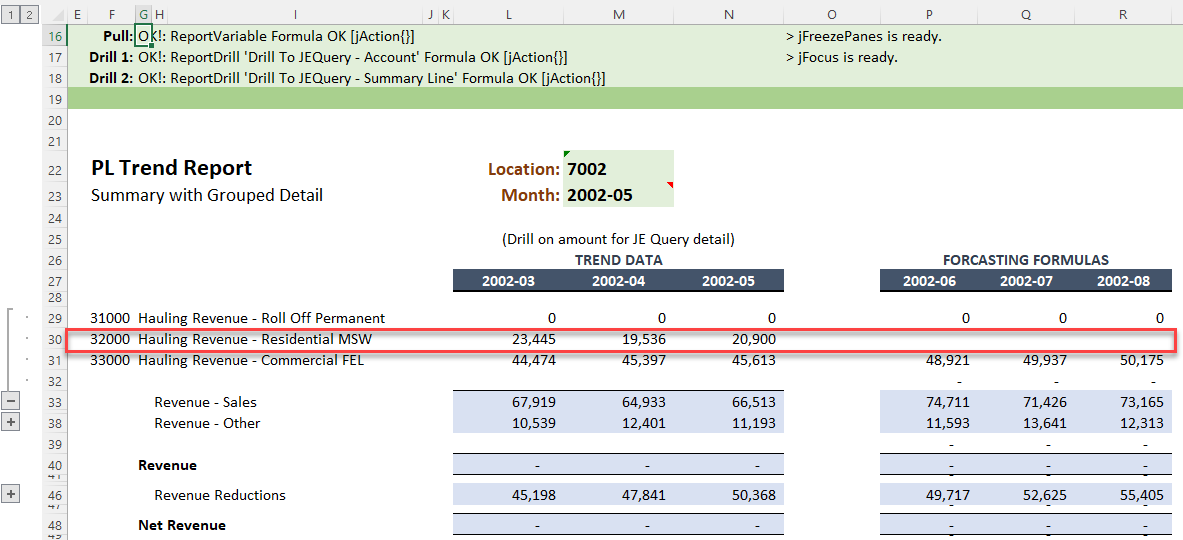 1 2 E F G H I J K L M N O P Q R
16 Pull: OK!: ReportVariable Formula OK [jAction{}] > jFreezePanes is ready.
17 Drill 1: OK!: ReportDrill 'Drill To JEQuery - Account' Formula OK [jAction{}] > jFocus is ready.
18 Drill 2: OK!: ReportDrill 'Drill To JEQuery - Summary Line' Formula OK [jAction{}]
19
20
21
22 PL Trend Report Location: 7002
23 Summary with Grouped Detail Month: 2002-05
24
25 (Drill on amount for JE Query detail)
26 TREND DATA FORCASTING FORMULAS
27 2002-03 2002-04 2002-05 2002-06 2002-07 2002-08
28
29 31000 Hauling Revenue - Roll Off Permanent 0 0 0 0 0 0
30 32000 Hauling Revenue - Residential MSW 23,445 19,536 20,900
31 33000 Hauling Revenue - Commercial FEL 44,474 45,397 45,613 48,921 49,937 50,175
32 - - -
33 Revenue - Sales 67,919 64,933 66,513 74,711 71,426 73,165
38 Revenue - Other 10,539 12,401 11,193 11,593 13,641 12,313
39 - - -
40 Revenue - - - - - -
41 - - -
46 Revenue Reductions 45,198 47,841 50,368 49,717 52,625 55,405
47 - - -
48 Net Revenue - - - - - -
49